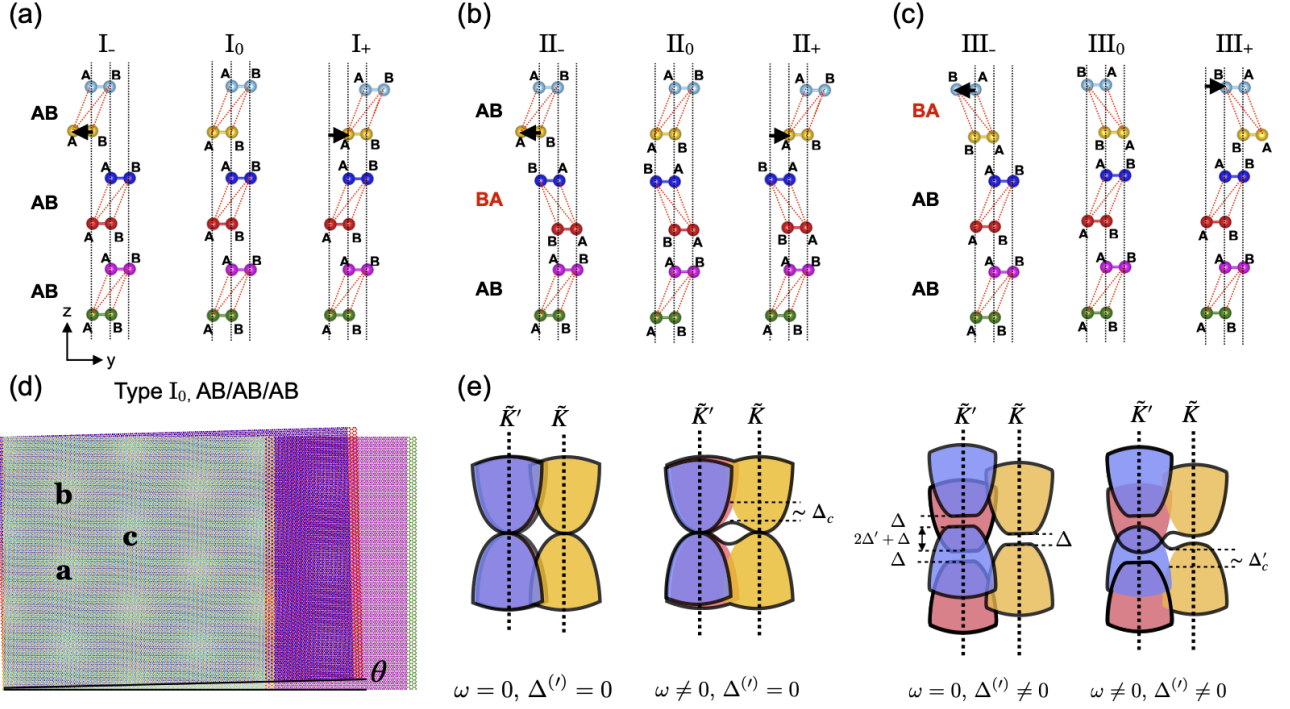 (a)
I₋ I₀ I₊
A B A B A B
AB
A B A B A B
A B A B A B
AB
A B A B A B
A B A B A B
AB
A B A B A B
z
y
(b)
II₋ II₀ II₊
A B A B A B
AB
A B A B A B
B A B A B A
BA
B A B A B A
A B A B A B
AB
A B A B A B
(c)
III₋ III₀ III₊
B A B A B A
BA
B A B A B A
A B A B A B
AB
A B A B A B
A B A B A B
AB
A B A B A B
(d)
Type I₀, AB/AB/AB
b
c
a
θ
(e)
K̃′ K̃ K̃′ K̃ K̃′ K̃ K̃′ K̃
~ Δ_c
Δ
2Δ′ + Δ
Δ
Δ
~ Δ′_c
ω = 0, Δ^(′) = 0
ω ≠ 0, Δ^(′) = 0
ω = 0, Δ^(′) ≠ 0
ω ≠ 0, Δ^(′) ≠ 0